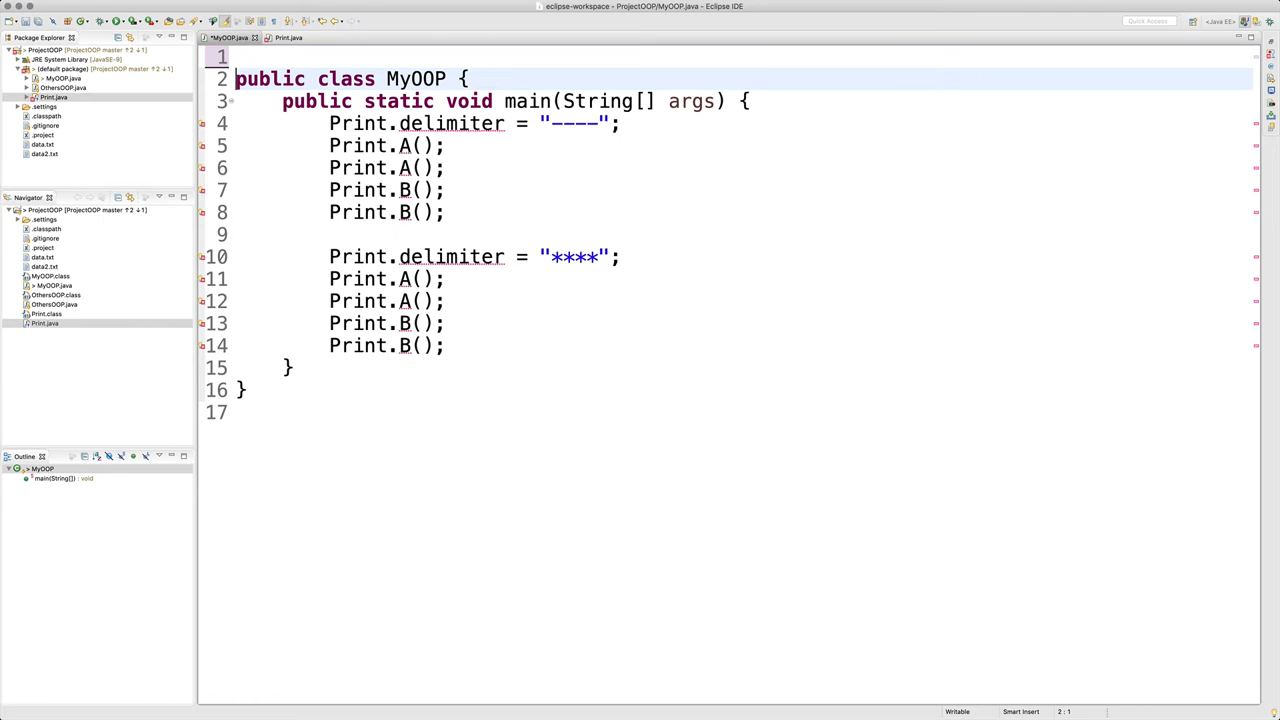 eclipse-workspace - ProjectOOP/MyOOP.java - Eclipse IDE
Quick Access
<Java EE>
Package Explorer
ProjectOOP [ProjectOOP master ↑2 ↓1]
JRE System Library [JavaSE-9]
> (default package) [ProjectOOP master ↑2 ↓1]
> MyOOP.java
OthersOOP.java
Print.java
.settings
.classpath
.gitignore
.project
data.txt
data2.txt
Navigator
> ProjectOOP [ProjectOOP master ↑2 ↓1]
.settings
.classpath
.gitignore
.project
data.txt
data2.txt
MyOOP.class
> MyOOP.java
OthersOOP.class
OthersOOP.java
Print.class
Print.java
Outline
> MyOOP
main(String[]) : void
*MyOOP.java
Print.java
1
2 public class MyOOP {
3 public static void main(String[] args) {
4 Print.delimiter = "----";
5 Print.A();
6 Print.A();
7 Print.B();
8 Print.B();
9
10 Print.delimiter = "****";
11 Print.A();
12 Print.A();
13 Print.B();
14 Print.B();
15 }
16 }
17
Writable
Smart Insert
2 : 1